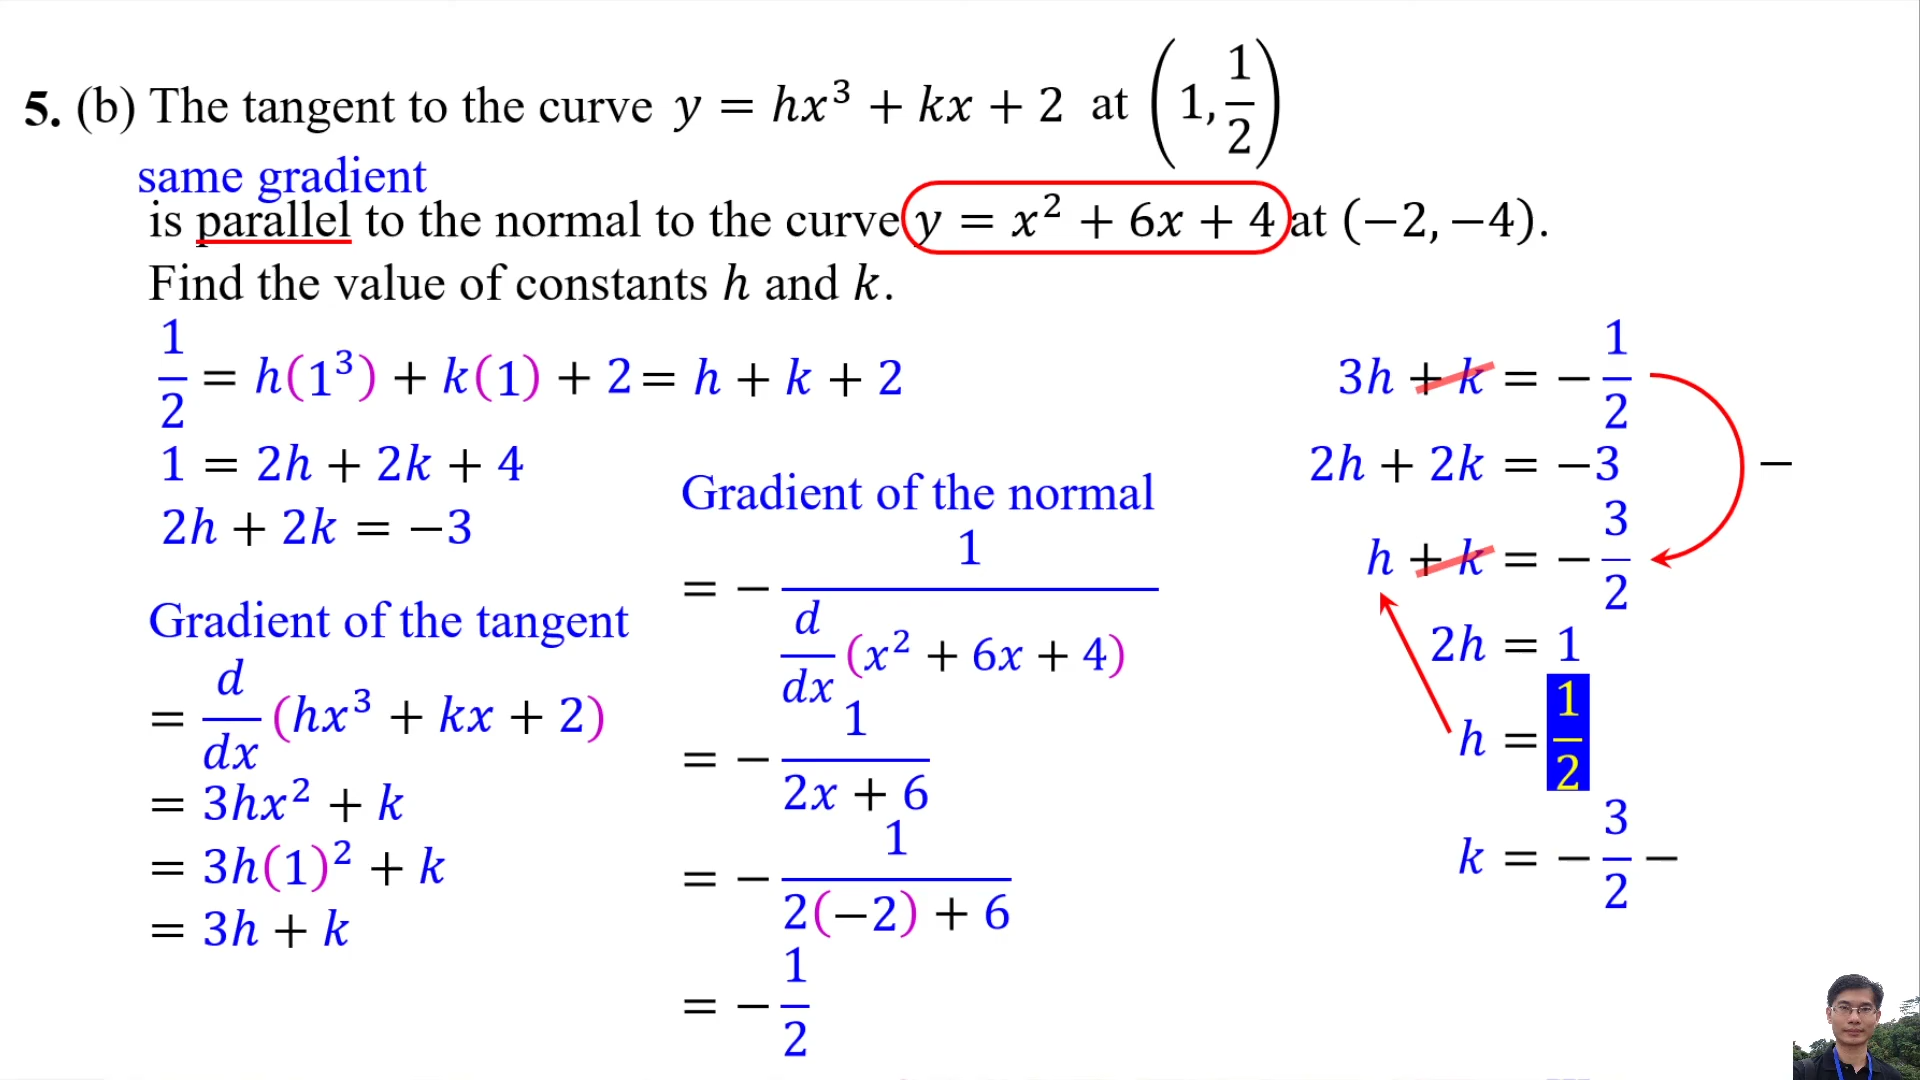 5. (b) The tangent to the curve y = hx³ + kx + 2 at (1, 1/2)
same gradient
is parallel to the normal to the curve y = x² + 6x + 4 at (−2, −4).
Find the value of constants h and k.
1/2 = h(1³) + k(1) + 2 = h + k + 2
1 = 2h + 2k + 4
2h + 2k = −3
Gradient of the tangent
= d/dx (hx³ + kx + 2)
= 3hx² + k
= 3h(1)² + k
= 3h + k
Gradient of the normal
= − 1/(d/dx (x² + 6x + 4))
= − 1/(2x + 6)
= − 1/(2(−2) + 6)
= − 1/2
3h + k = − 1/2
2h + 2k = −3
−
h + k = − 3/2
2h = 1
h = 1/2
k = − 3/2 −